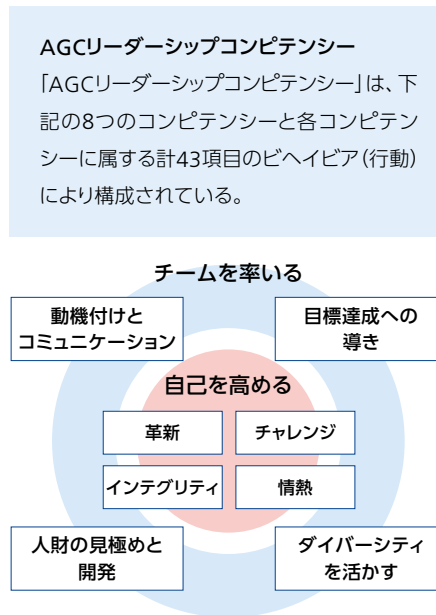 AGCリーダーシップコンピテンシー
「AGCリーダーシップコンピテンシー」は、下
記の8つのコンピテンシーと各コンピテン
シーに属する計43項目のビヘイビア（行動）
により構成されている。
チームを率いる
動機付けと
コミュニケーション
目標達成への
導き
自己を高める
革新
チャレンジ
インテグリティ
情熱
人財の見極めと
開発
ダイバーシティ
を活かす